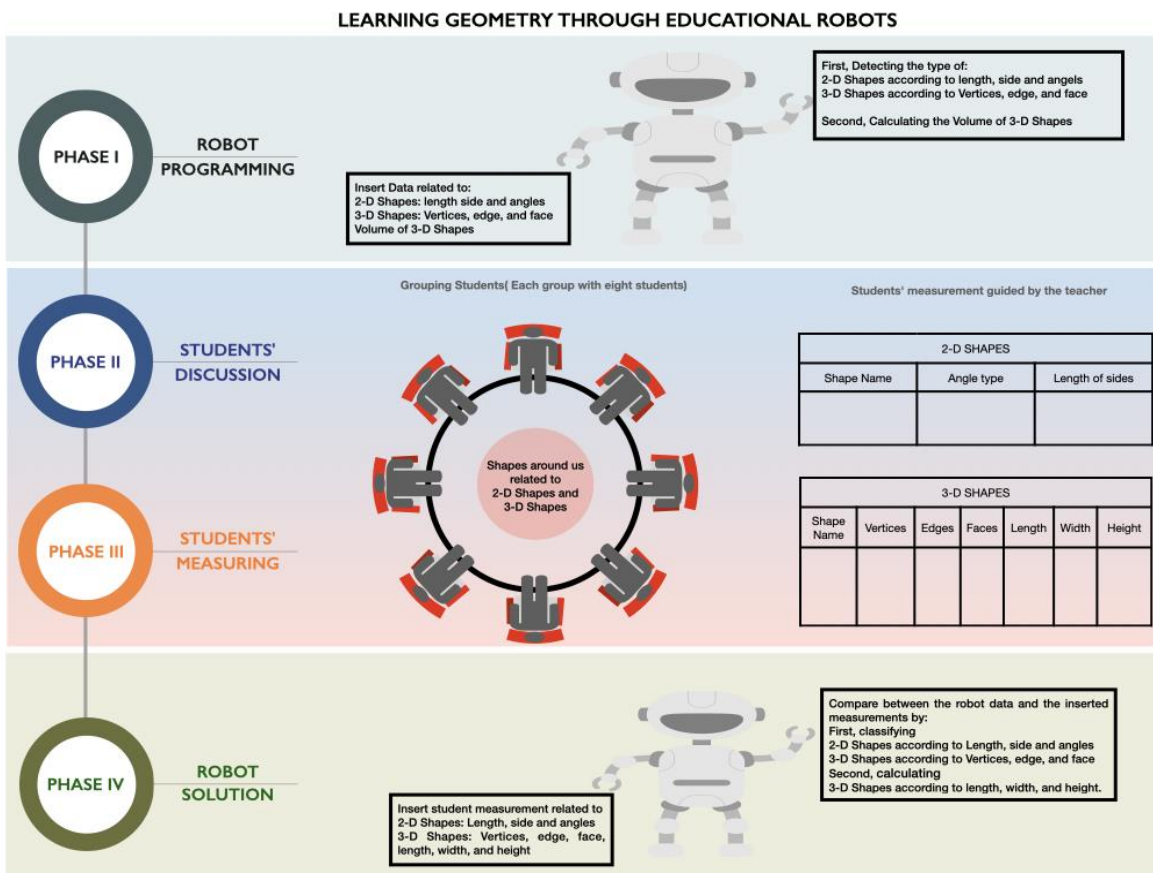 LEARNING GEOMETRY THROUGH EDUCATIONAL ROBOTS
PHASE I
ROBOT
PROGRAMMING
Insert Data related to:
2-D Shapes: length side and angles
3-D Shapes: Vertices, edge, and face
Volume of 3-D Shapes
First, Detecting the type of:
2-D Shapes according to length, side and angels
3-D Shapes according to Vertices, edge, and face
Second, Calculating the Volume of 3-D Shapes
PHASE II
STUDENTS'
DISCUSSION
PHASE III
STUDENTS'
MEASURING
Grouping Students( Each group with eight students)
Shapes around us
related to
2-D Shapes and
3-D Shapes
Students' measurement guided by the teacher
2-D SHAPES
Shape Name Angle type Length of sides
3-D SHAPES
Shape Name Vertices Edges Faces Length Width Height
PHASE IV
ROBOT
SOLUTION
Insert student measurement related to
2-D Shapes: Length, side and angles
3-D Shapes: Vertices, edge, face,
length, width, and height
Compare between the robot data and the inserted
measurements by:
First, classifying
2-D Shapes according to Length, side and angles
3-D Shapes according to Vertices, edge, and face
Second, calculating
3-D Shapes according to length, width, and height.